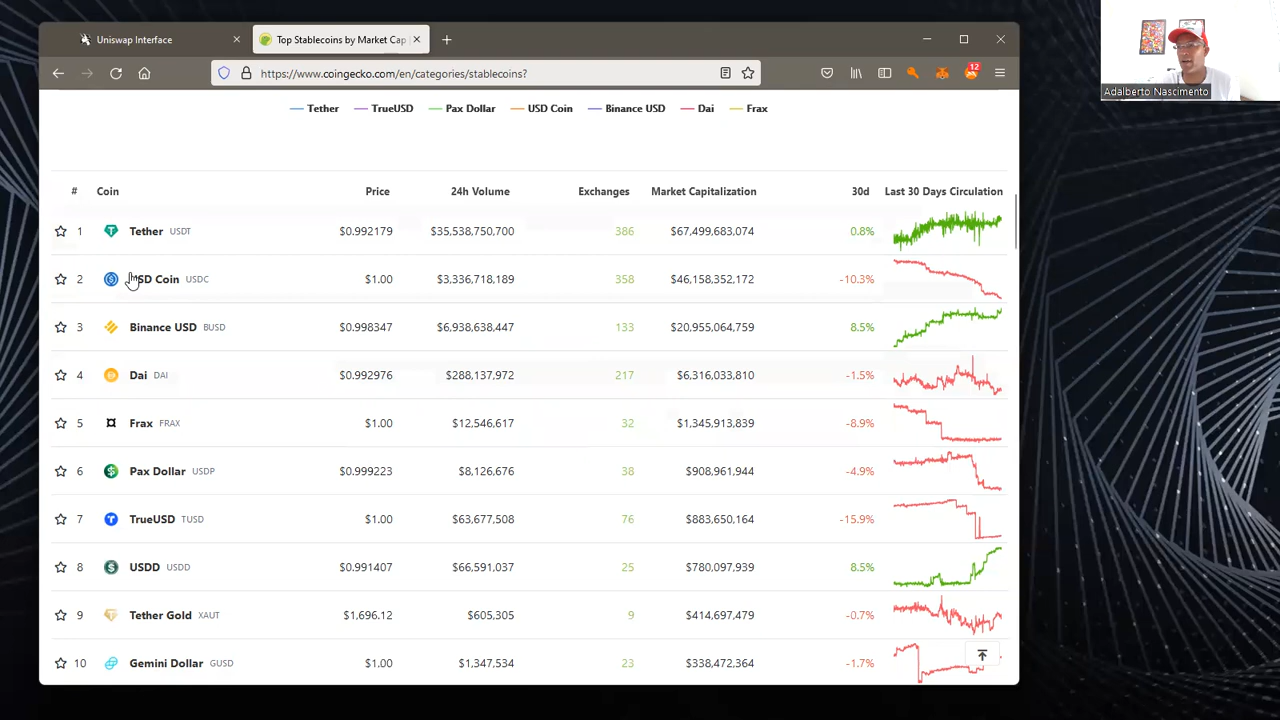 Uniswap Interface
Top Stablecoins by Market Cap
https://www.coingecko.com/en/categories/stablecoins?
12
Adalberto Nascimento
Tether TrueUSD Pax Dollar USD Coin Binance USD Dai Frax
# Coin Price 24h Volume Exchanges Market Capitalization 30d Last 30 Days Circulation
1 Tether USDT $0.992179 $35,538,750,700 386 $67,499,683,074 0.8%
2 USD Coin USDC $1.00 $3,336,718,189 358 $46,158,352,172 -10.3%
3 Binance USD BUSD $0.998347 $6,938,638,447 133 $20,955,064,759 8.5%
4 Dai DAI $0.992976 $288,137,972 217 $6,316,033,810 -1.5%
5 Frax FRAX $1.00 $12,546,617 32 $1,345,913,839 -8.9%
6 Pax Dollar USDP $0.999223 $8,126,676 38 $908,961,944 -4.9%
7 TrueUSD TUSD $1.00 $63,677,508 76 $883,650,164 -15.9%
8 USDD USDD $0.991407 $66,591,037 25 $780,097,939 8.5%
9 Tether Gold XAUT $1,696.12 $605,305 9 $414,697,479 -0.7%
10 Gemini Dollar GUSD $1.00 $1,347,534 23 $338,472,364 -1.7%